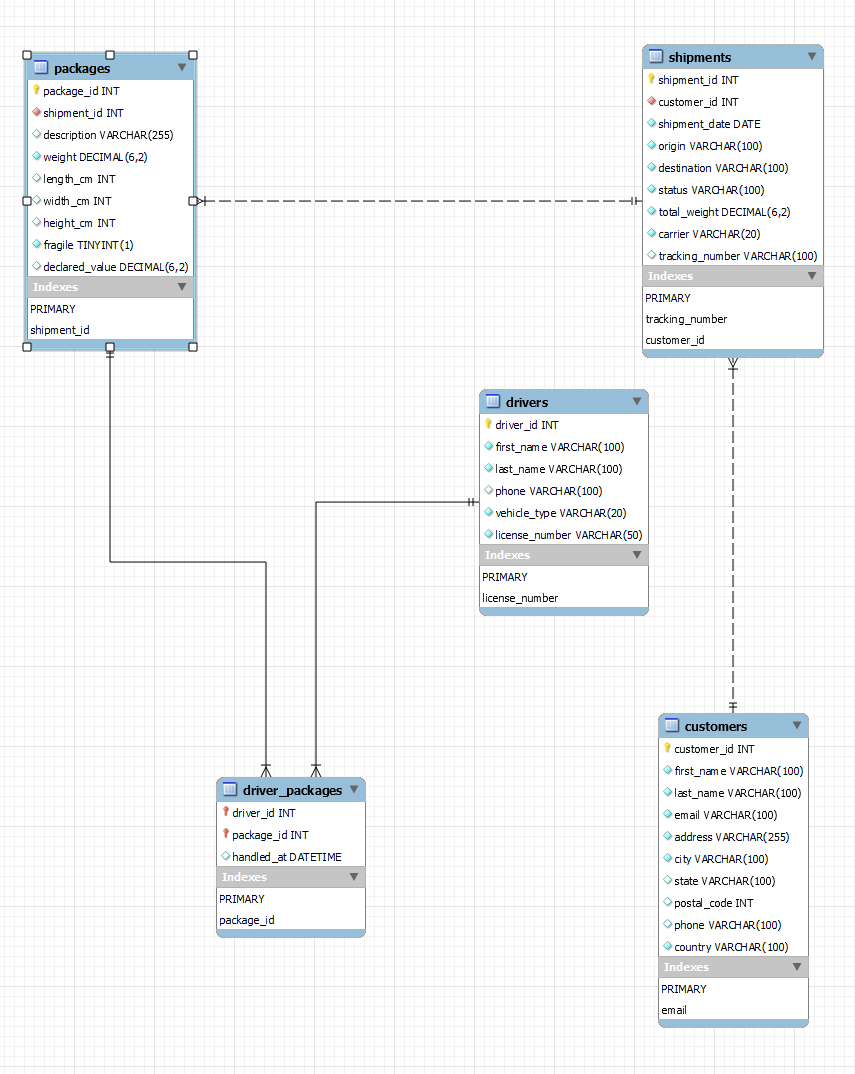 packages
package_id INT
shipment_id INT
description VARCHAR(255)
weight DECIMAL(6,2)
length_cm INT
width_cm INT
height_cm INT
fragile TINYINT(1)
declared_value DECIMAL(6,2)
Indexes
PRIMARY
shipment_id
shipments
shipment_id INT
customer_id INT
shipment_date DATE
origin VARCHAR(100)
destination VARCHAR(100)
status VARCHAR(100)
total_weight DECIMAL(6,2)
carrier VARCHAR(20)
tracking_number VARCHAR(100)
Indexes
PRIMARY
tracking_number
customer_id
drivers
driver_id INT
first_name VARCHAR(100)
last_name VARCHAR(100)
phone VARCHAR(100)
vehicle_type VARCHAR(20)
license_number VARCHAR(50)
Indexes
PRIMARY
license_number
driver_packages
driver_id INT
package_id INT
handled_at DATETIME
Indexes
PRIMARY
package_id
customers
customer_id INT
first_name VARCHAR(100)
last_name VARCHAR(100)
email VARCHAR(100)
address VARCHAR(255)
city VARCHAR(100)
state VARCHAR(100)
postal_code INT
phone VARCHAR(100)
country VARCHAR(100)
Indexes
PRIMARY
email